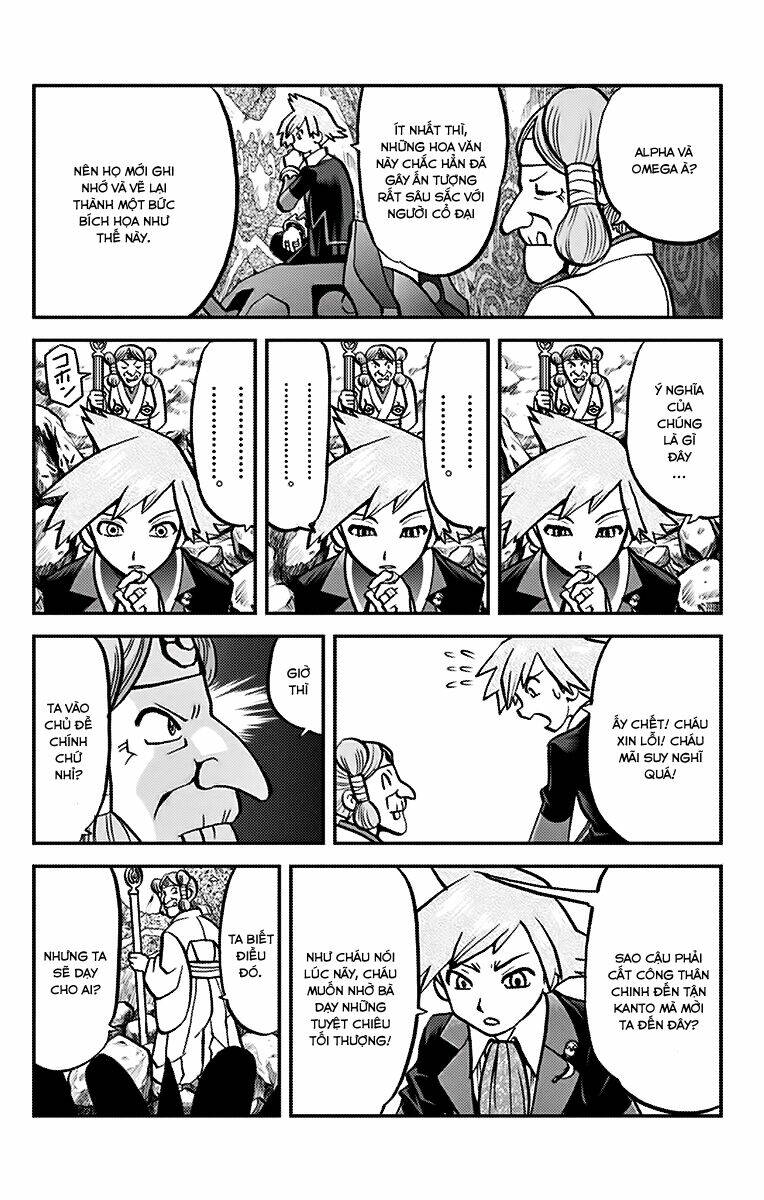 ALPHA VÀ
OMEGA À?
ÍT NHẤT THÌ,
NHỮNG HOA VĂN
NÀY CHẮC HẲN ĐÃ
GÂY ẤN TƯỢNG
RẤT SÂU SẮC VỚI
NGƯỜI CỔ ĐẠI
NÊN HỌ MỚI GHI
NHỚ VÀ VẼ LẠI
THÀNH MỘT BỨC
BÍCH HỌA NHƯ
THẾ NÀY.
Ý NGHĨA
CỦA
CHÚNG
LÀ GÌ
ĐÂY
...
………。
………。
………。
………。
コホン
ẤY CHẾT! CHÁU
XIN LỖI! CHÁU
MÃI SUY NGHĨ
QUÁ!
GIỜ
THÌ
TA VÀO
CHỦ ĐỀ
CHÍNH
CHỨ
NHỈ?
SAO CẬU PHẢI
CẤT CÔNG THÂN
CHINH ĐẾN TẬN
KANTO MÀ MỜI
TA ĐẾN ĐÂY?
NHƯ CHÁU NÓI
LÚC NÃY, CHÁU
MUỐN NHỜ BÀ
DẠY NHỮNG
TUYỆT CHIÊU
TỐI THƯỢNG!
TA BIẾT
ĐIỀU
ĐÓ.
NHƯNG TA
SẼ DẠY
CHO AI?